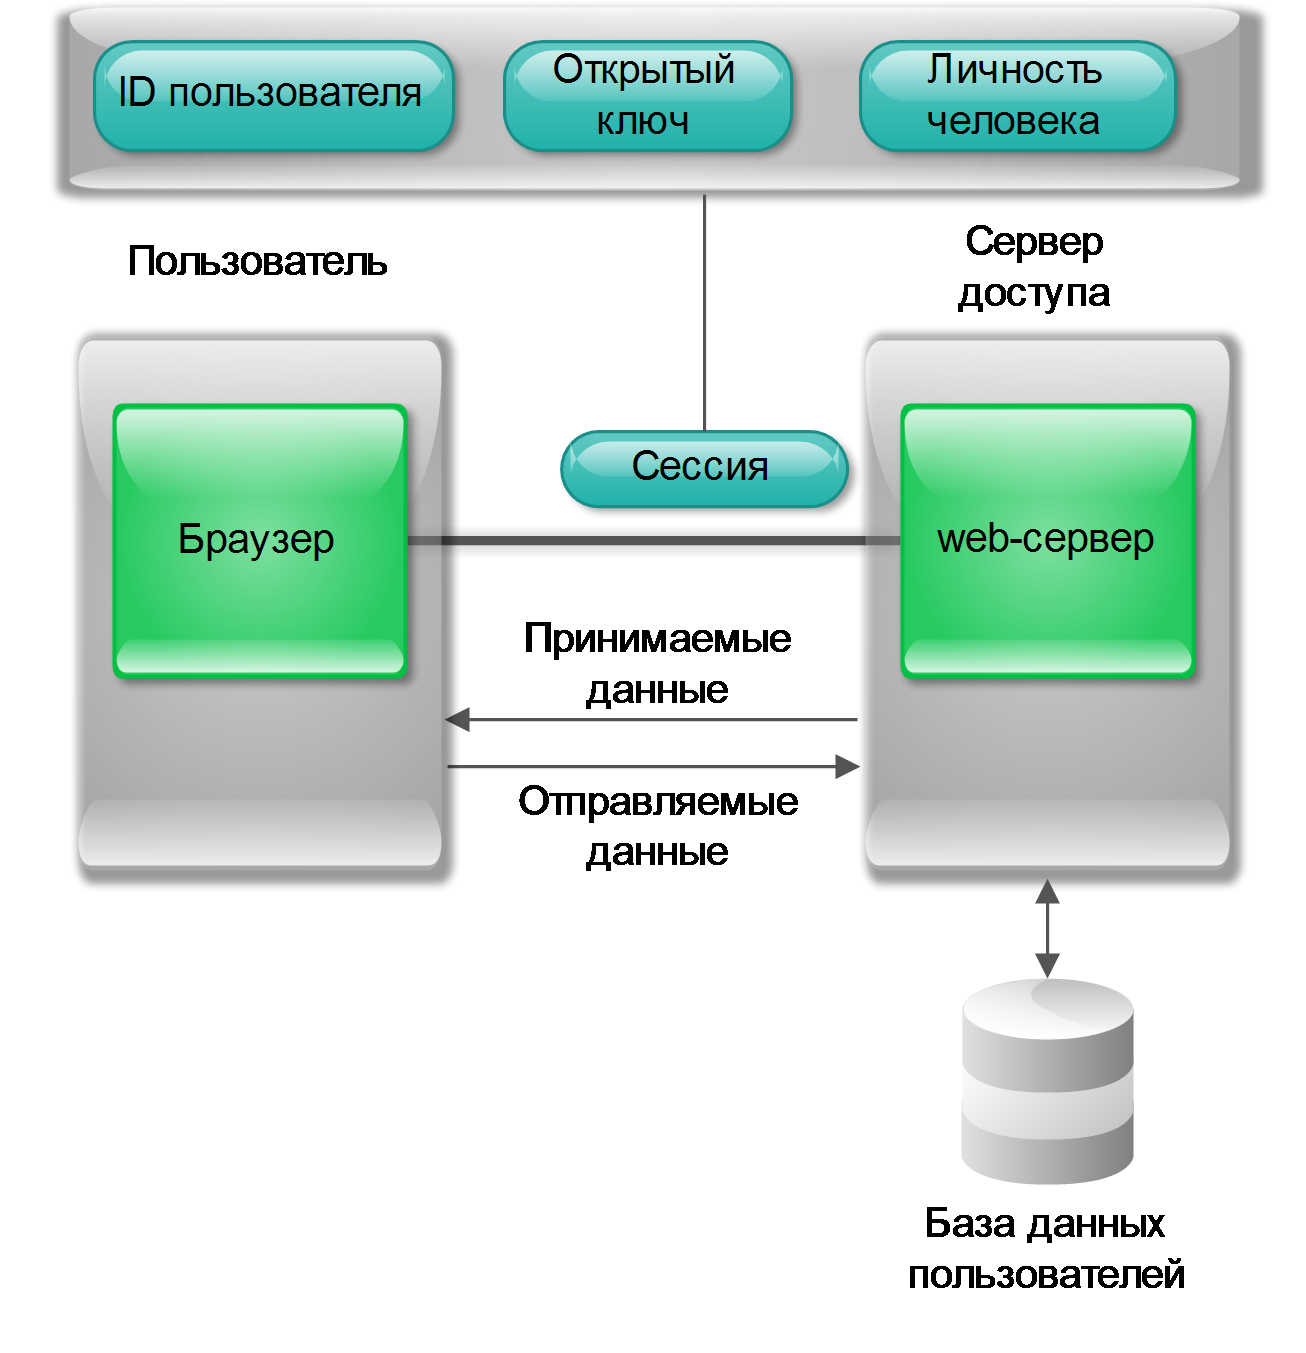 ID пользователя
Открытый
ключ
Личность
человека
Пользователь
Сервер
доступа
Сессия
Браузер
web-сервер
Принимаемые
данные
Отправляемые
данные
База данных
пользователей